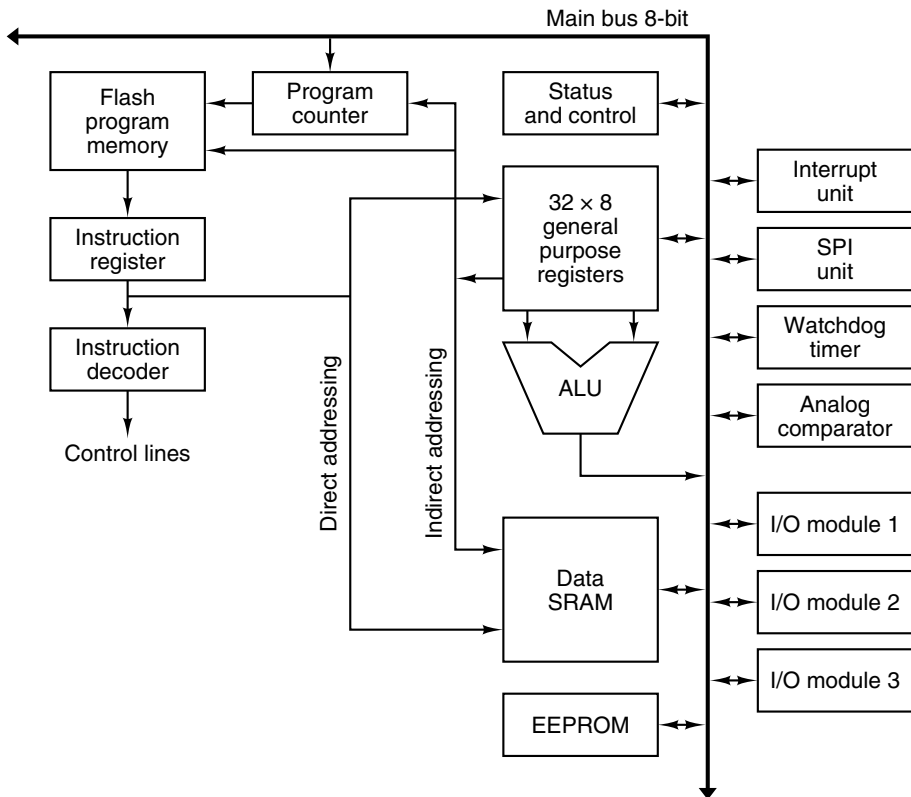 Main bus 8-bit
Flash
program
memory
Program
counter
Status
and control
Interrupt
unit
32 × 8
general
purpose
registers
Instruction
register
SPI
unit
Instruction
decoder
Watchdog
timer
ALU
Analog
comparator
Control lines
Direct addressing
Indirect addressing
I/O module 1
Data
SRAM
I/O module 2
I/O module 3
EEPROM